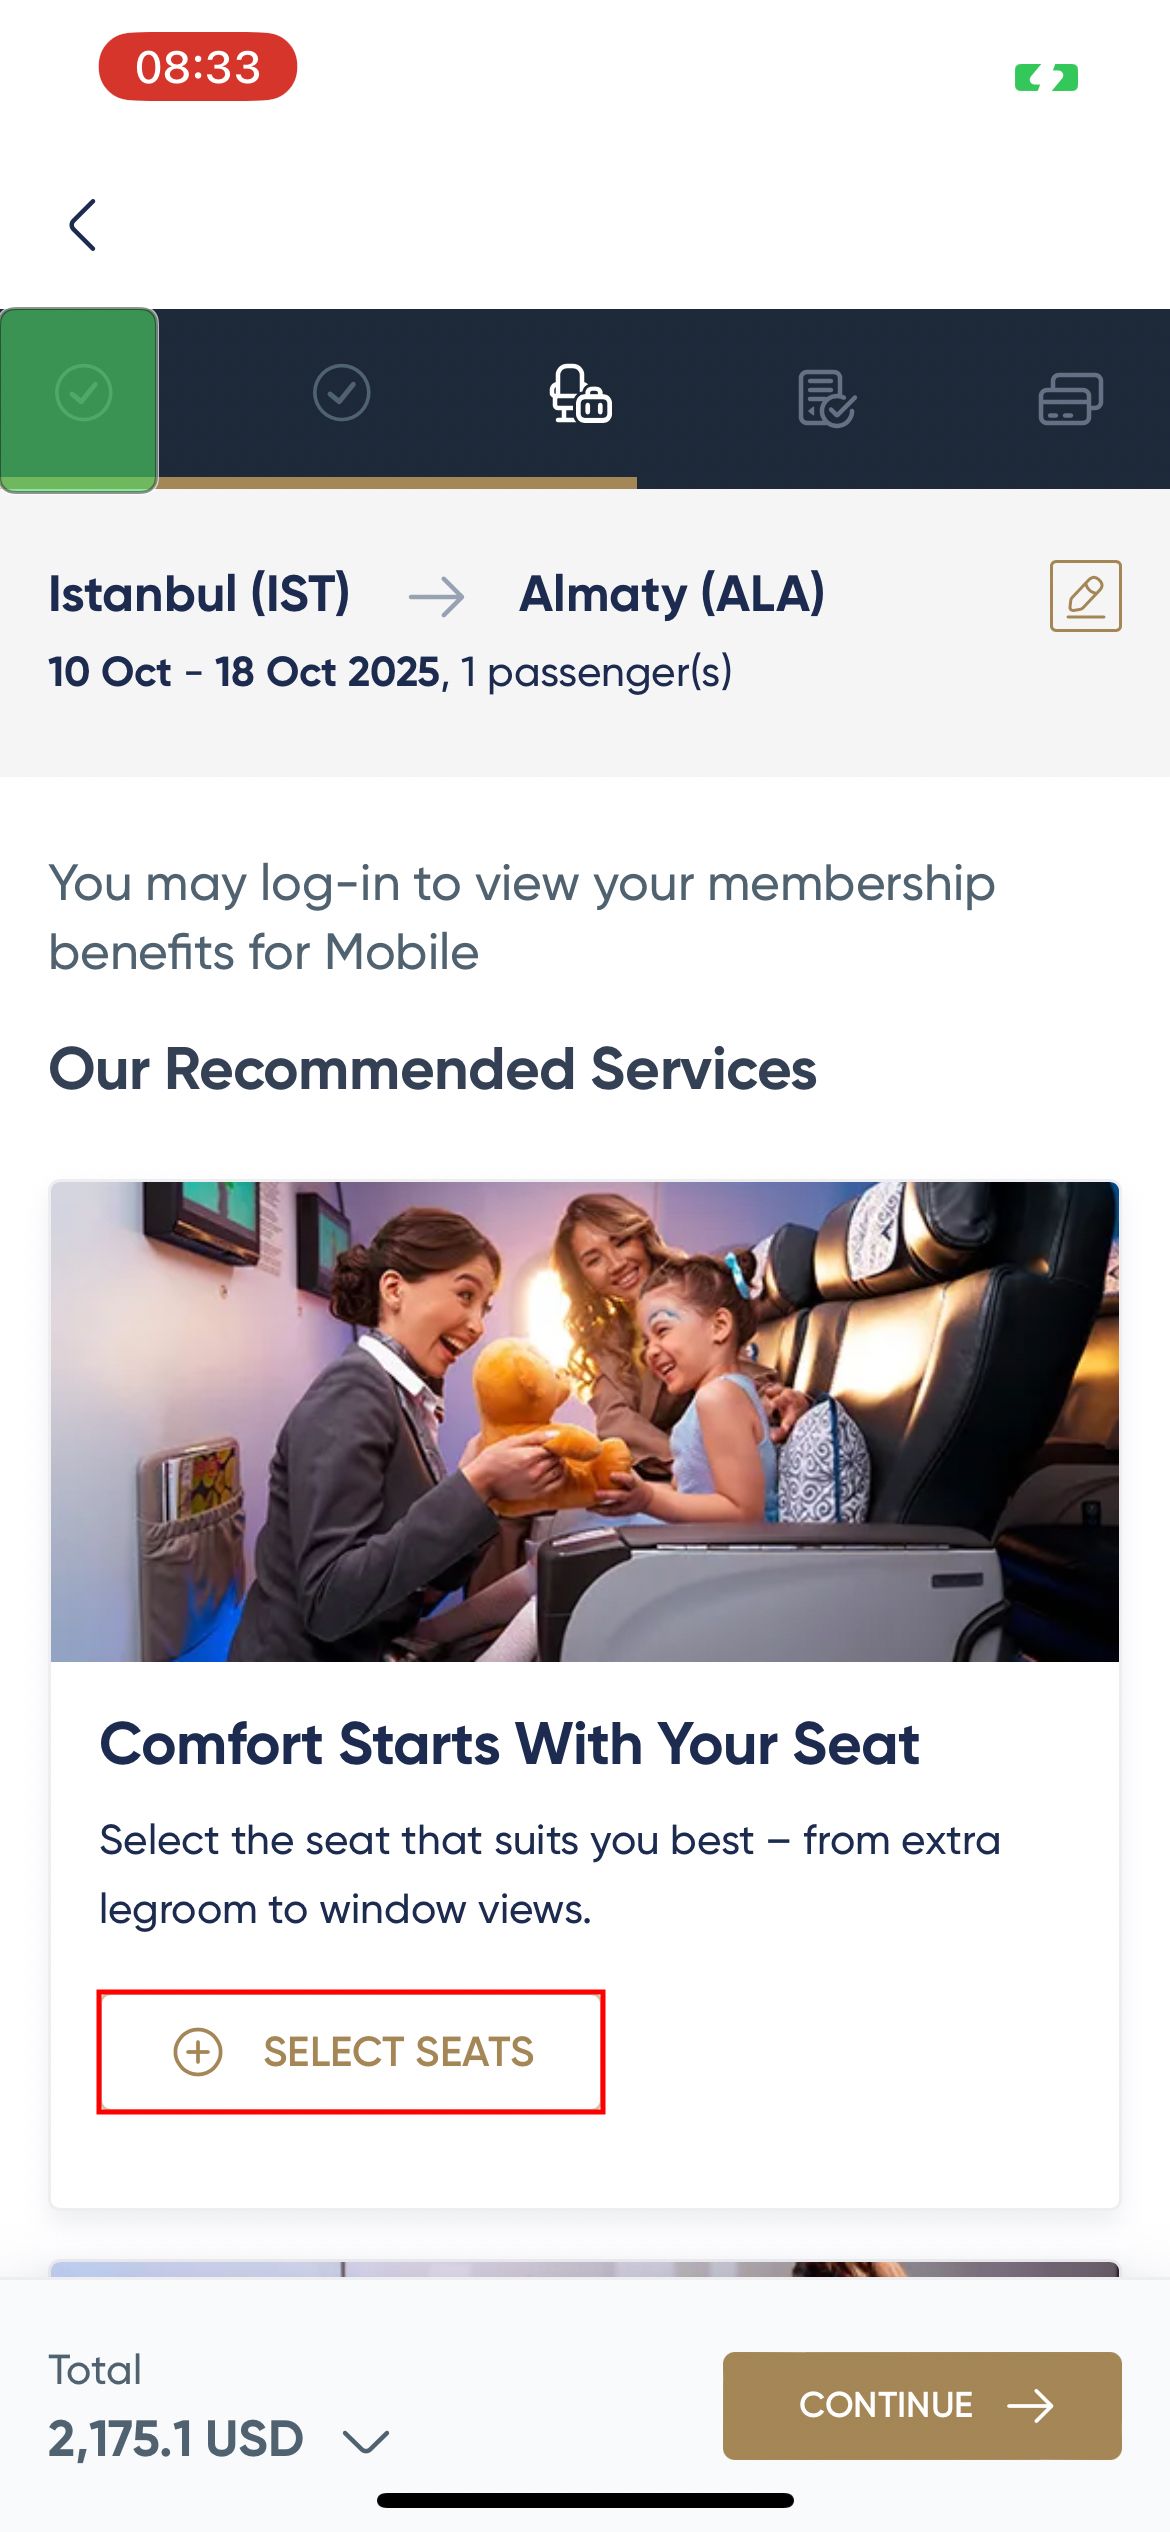 08:33
Istanbul (IST) → Almaty (ALA)
10 Oct - 18 Oct 2025, 1 passenger(s)
You may log-in to view your membership
benefits for Mobile
Our Recommended Services
Comfort Starts With Your Seat
Select the seat that suits you best – from extra
legroom to window views.
SELECT SEATS
Total
2,175.1 USD
CONTINUE →